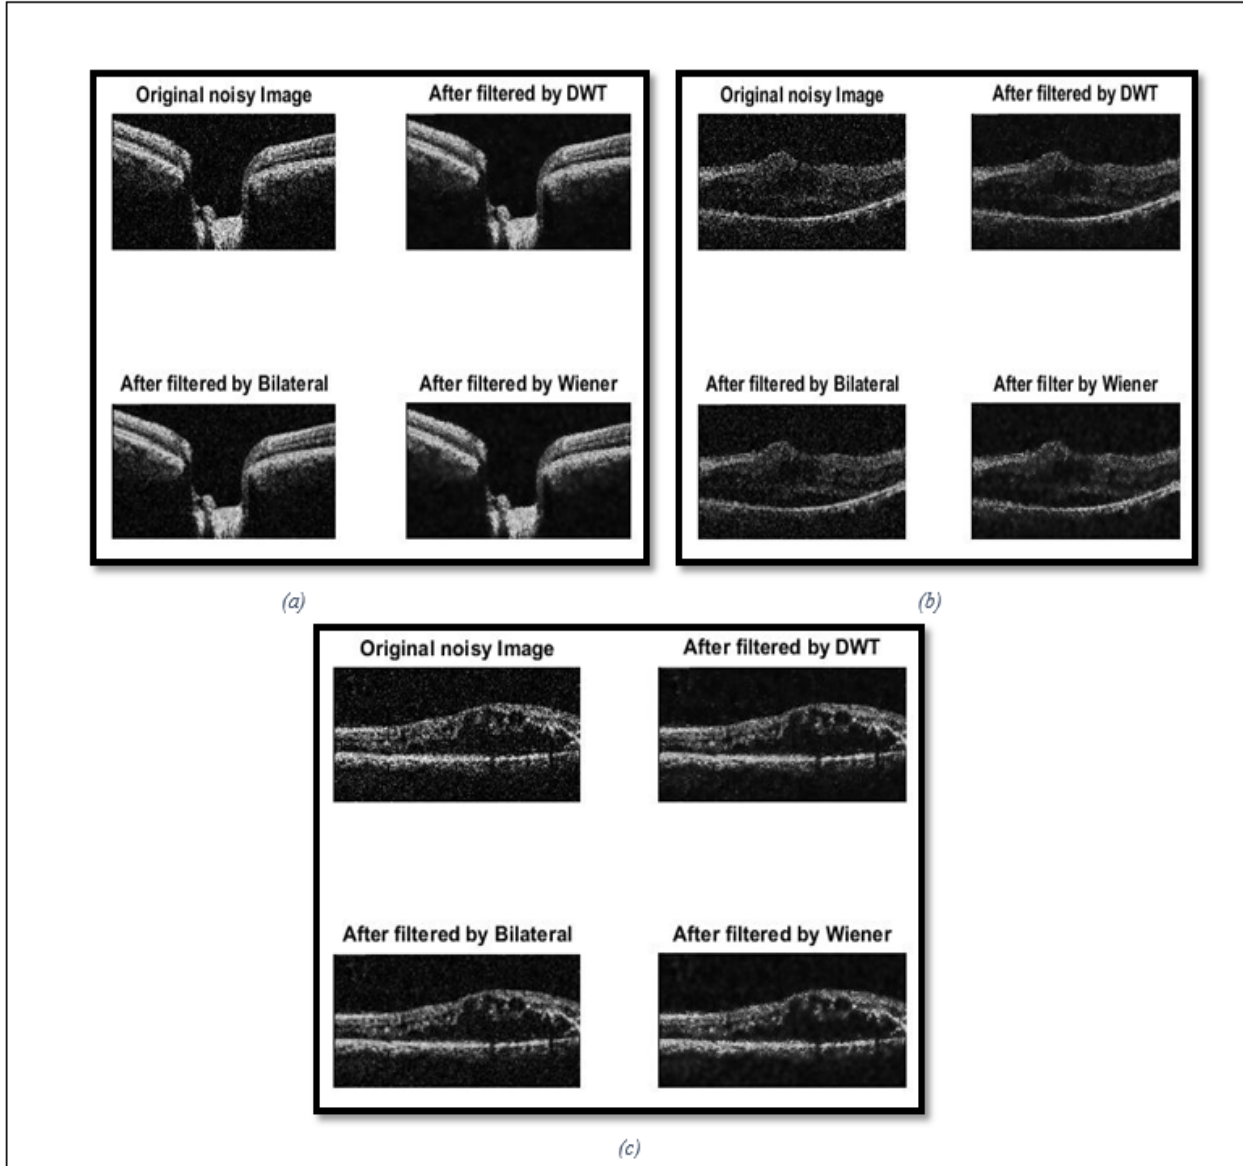 Original noisy Image
After filtered by DWT
After filtered by Bilateral
After filtered by Wiener
(a)
Original noisy Image
After filtered by DWT
After filtered by Bilateral
After filter by Wiener
(b)
Original noisy Image
After filtered by DWT
After filtered by Bilateral
After filtered by Wiener
(c)